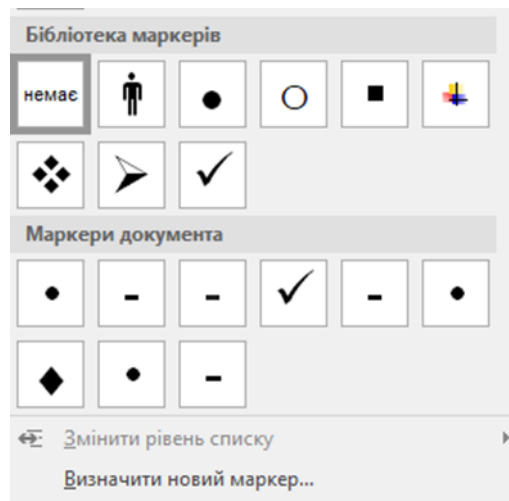 Бібліотека маркерів
немає
Маркери документа
Змінити рівень списку
Визначити новий маркер...